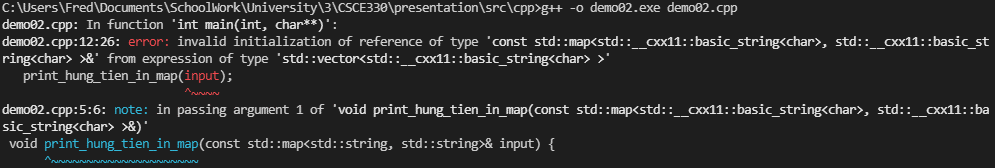 C:\Users\Fred\Documents\SchoolWork\University\3\CSCE330\presentation\src\cpp>g++ -o demo02.exe demo02.cpp
demo02.cpp: In function 'int main(int, char**)':
demo02.cpp:12:26: error: invalid initialization of reference of type 'const std::map<std::__cxx11::basic_string<char>, std::__cxx11::basic_st
ring<char> >&' from expression of type 'std::vector<std::__cxx11::basic_string<char> >'
   print_hung_tien_in_map(input);
                          ^~~~~
demo02.cpp:5:6: note: in passing argument 1 of 'void print_hung_tien_in_map(const std::map<std::__cxx11::basic_string<char>, std::__cxx11::ba
sic_string<char> >&)'
 void print_hung_tien_in_map(const std::map<std::string, std::string>& input) {
      ^~~~~~~~~~~~~~~~~~~~~~